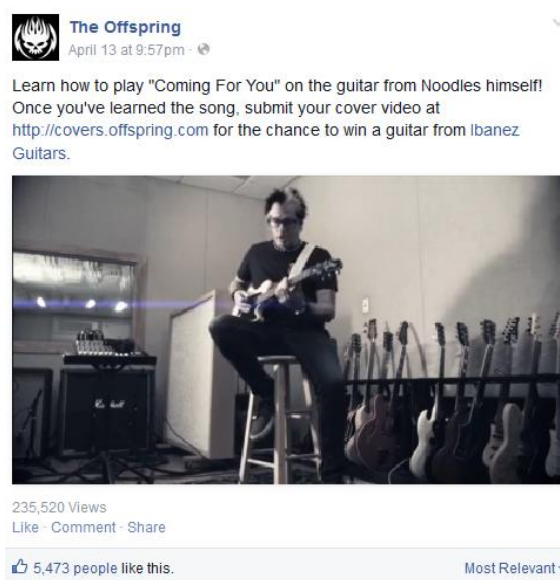 The Offspring
April 13 at 9:57pm ·
Learn how to play "Coming For You" on the guitar from Noodles himself!
Once you've learned the song, submit your cover video at
http://covers.offspring.com for the chance to win a guitar from Ibanez
Guitars.
235,520 Views
Like · Comment · Share
5,473 people like this.
Most Relevant